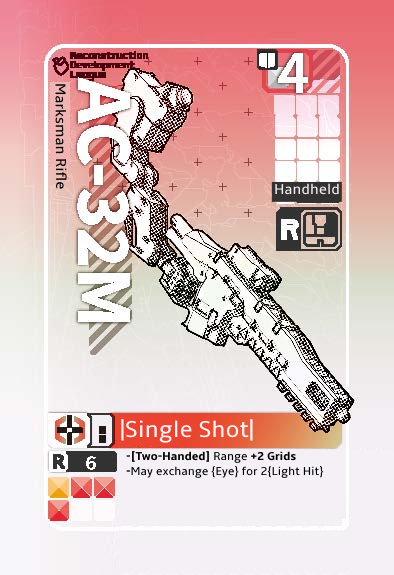 Reconstruction
Development
League
4
AC-32M
Marksman Rifle
Handheld
R
|Single Shot|
R 6
-[Two-Handed] Range +2 Grids
-May exchange {Eye} for 2{Light Hit}